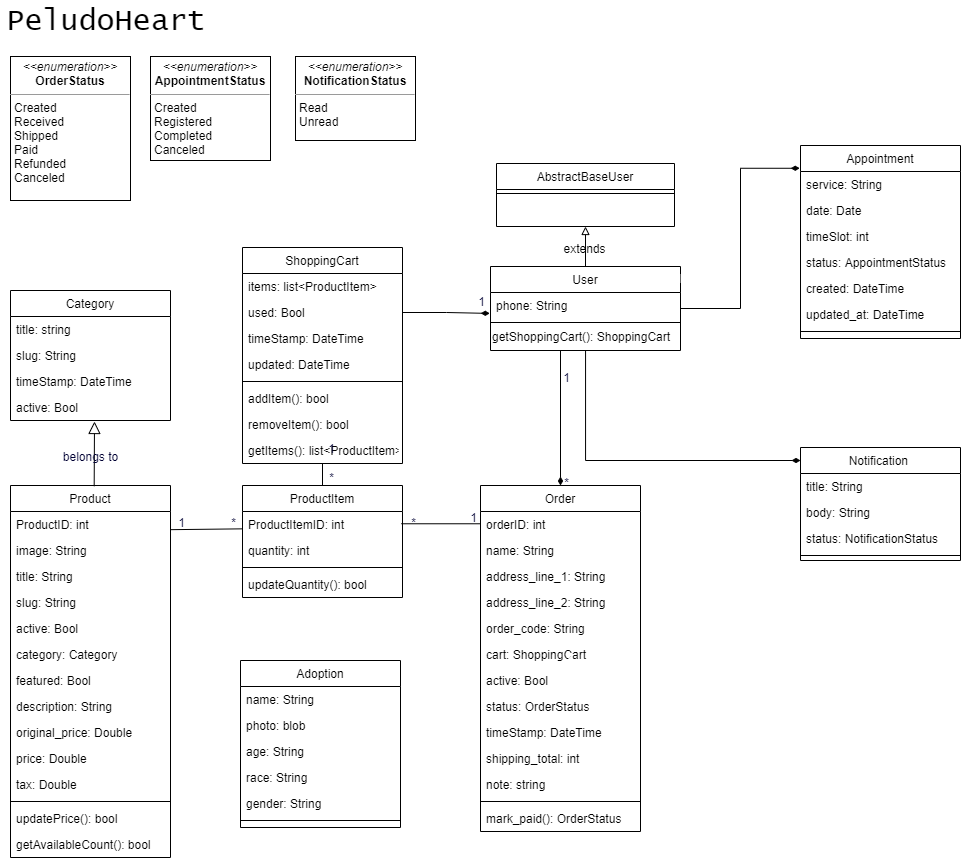 PeludoHeart
<<enumeration>>
OrderStatus
Created
Received
Shipped
Paid
Refunded
Canceled
<<enumeration>>
AppointmentStatus
Created
Registered
Completed
Canceled
<<enumeration>>
NotificationStatus
Read
Unread
AbstractBaseUser
extends
User
phone: String
getShoppingCart(): ShoppingCart
1
1
Appointment
service: String
date: Date
timeSlot: int
status: AppointmentStatus
created: DateTime
updated_at: DateTime
ShoppingCart
items: list<ProductItem>
used: Bool
timeStamp: DateTime
updated: DateTime
addItem(): bool
removeItem(): bool
getItems(): list<ProductItem>
1
*
Category
title: string
slug: String
timeStamp: DateTime
active: Bool
belongs to
Product
ProductID: int
image: String
title: String
slug: String
active: Bool
category: Category
featured: Bool
description: String
original_price: Double
price: Double
tax: Double
updatePrice(): bool
getAvailableCount(): bool
1
*
ProductItem
ProductItemID: int
quantity: int
updateQuantity(): bool
*
1
*
Order
orderID: int
name: String
address_line_1: String
address_line_2: String
order_code: String
cart: ShoppingCart
active: Bool
status: OrderStatus
timeStamp: DateTime
shipping_total: int
note: string
mark_paid(): OrderStatus
Notification
title: String
body: String
status: NotificationStatus
Adoption
name: String
photo: blob
age: String
race: String
gender: String